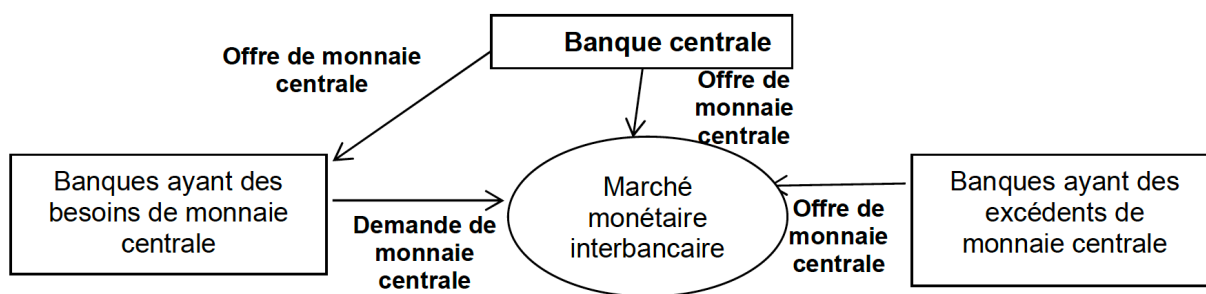 Banque centrale
Offre de monnaie
centrale
Offre de
monnaie
centrale
Banques ayant des
besoins de monnaie
centrale
Demande de
monnaie
centrale
Marché
monétaire
interbancaire
Offre de
monnaie
centrale
Banques ayant des
excédents de
monnaie centrale